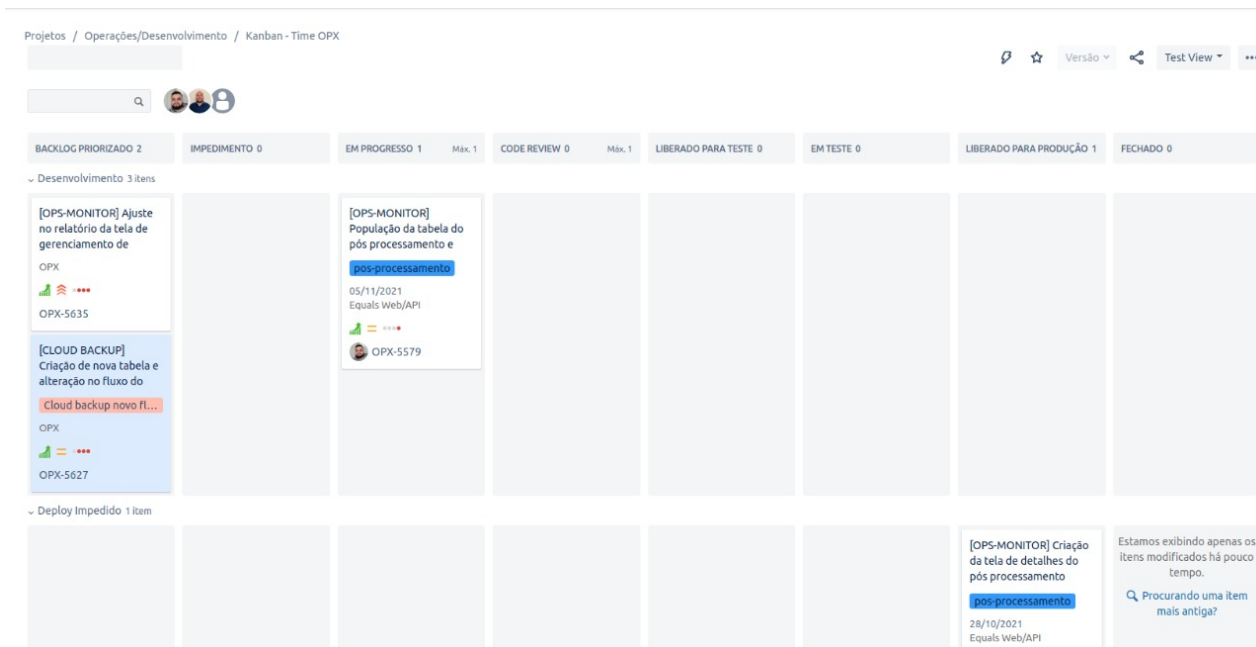 Projetos / Operações/Desenvolvimento / Kanban - Time OPX
Versão
Test View
BACKLOG PRIORIZADO 2
IMPEDIMENTO 0
EM PROGRESSO 1 Máx. 1
CODE REVIEW 0 Máx. 1
LIBERADO PARA TESTE 0
EM TESTE 0
LIBERADO PARA PRODUÇÃO 1
FECHADO 0
Desenvolvimento 3 itens
[OPS-MONITOR] Ajuste
no relatório da tela de
gerenciamento de
OPX
OPX-5635
[CLOUD BACKUP]
Criação de nova tabela e
alteração no fluxo do
Cloud backup novo fl...
OPX
OPX-5627
[OPS-MONITOR]
População da tabela do
pós processamento e
pos-processamento
05/11/2021
Equals Web/API
OPX-5579
Deploy Impedido 1 item
[OPS-MONITOR] Criação
da tela de detalhes do
pós processamento
pos-processamento
28/10/2021
Equals Web/API
Estamos exibindo apenas os
itens modificados há pouco
tempo.
Procurando uma item
mais antiga?